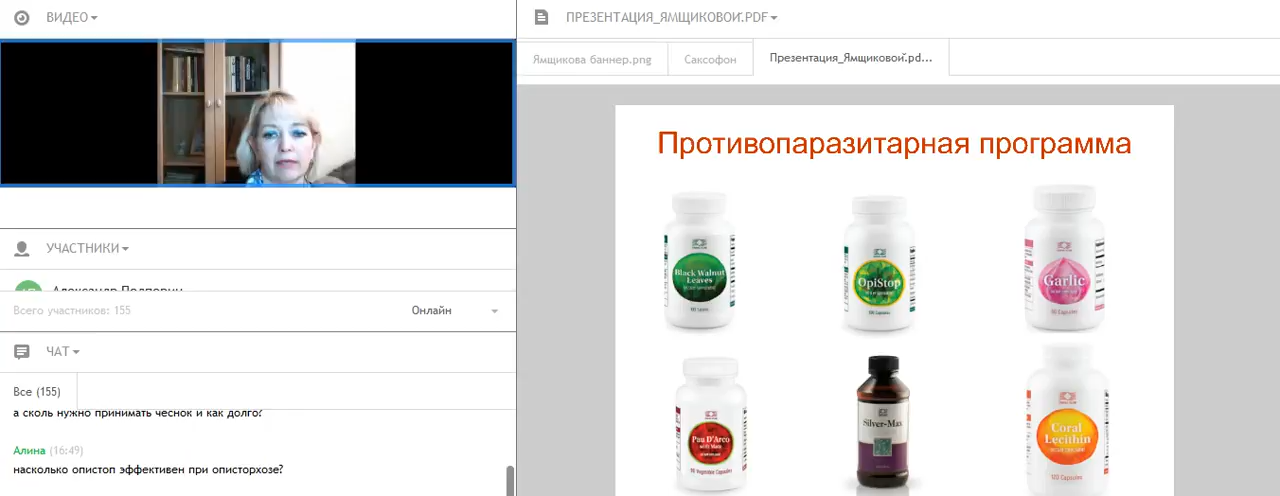 ВИДЕО
ПРЕЗЕНТАЦИЯ_ЯМЩИКОВОЙ.PDF
Ямщикова баннер.png
Саксофон
Презентация_Ямщиковой.pd...
Противопаразитарная программа
Black Walnut
Leaves
OpiStop
Garlic
100 Capsules
Pau D'Arco
Silver-Max
Coral
Lecithin
УЧАСТНИКИ
Всего участников: 155
Онлайн
ЧАТ
Все (155)
а сколь нужно принимать чеснок и как долго?
Алина (16:49)
насколько опистоп эффективен при описторхозе?